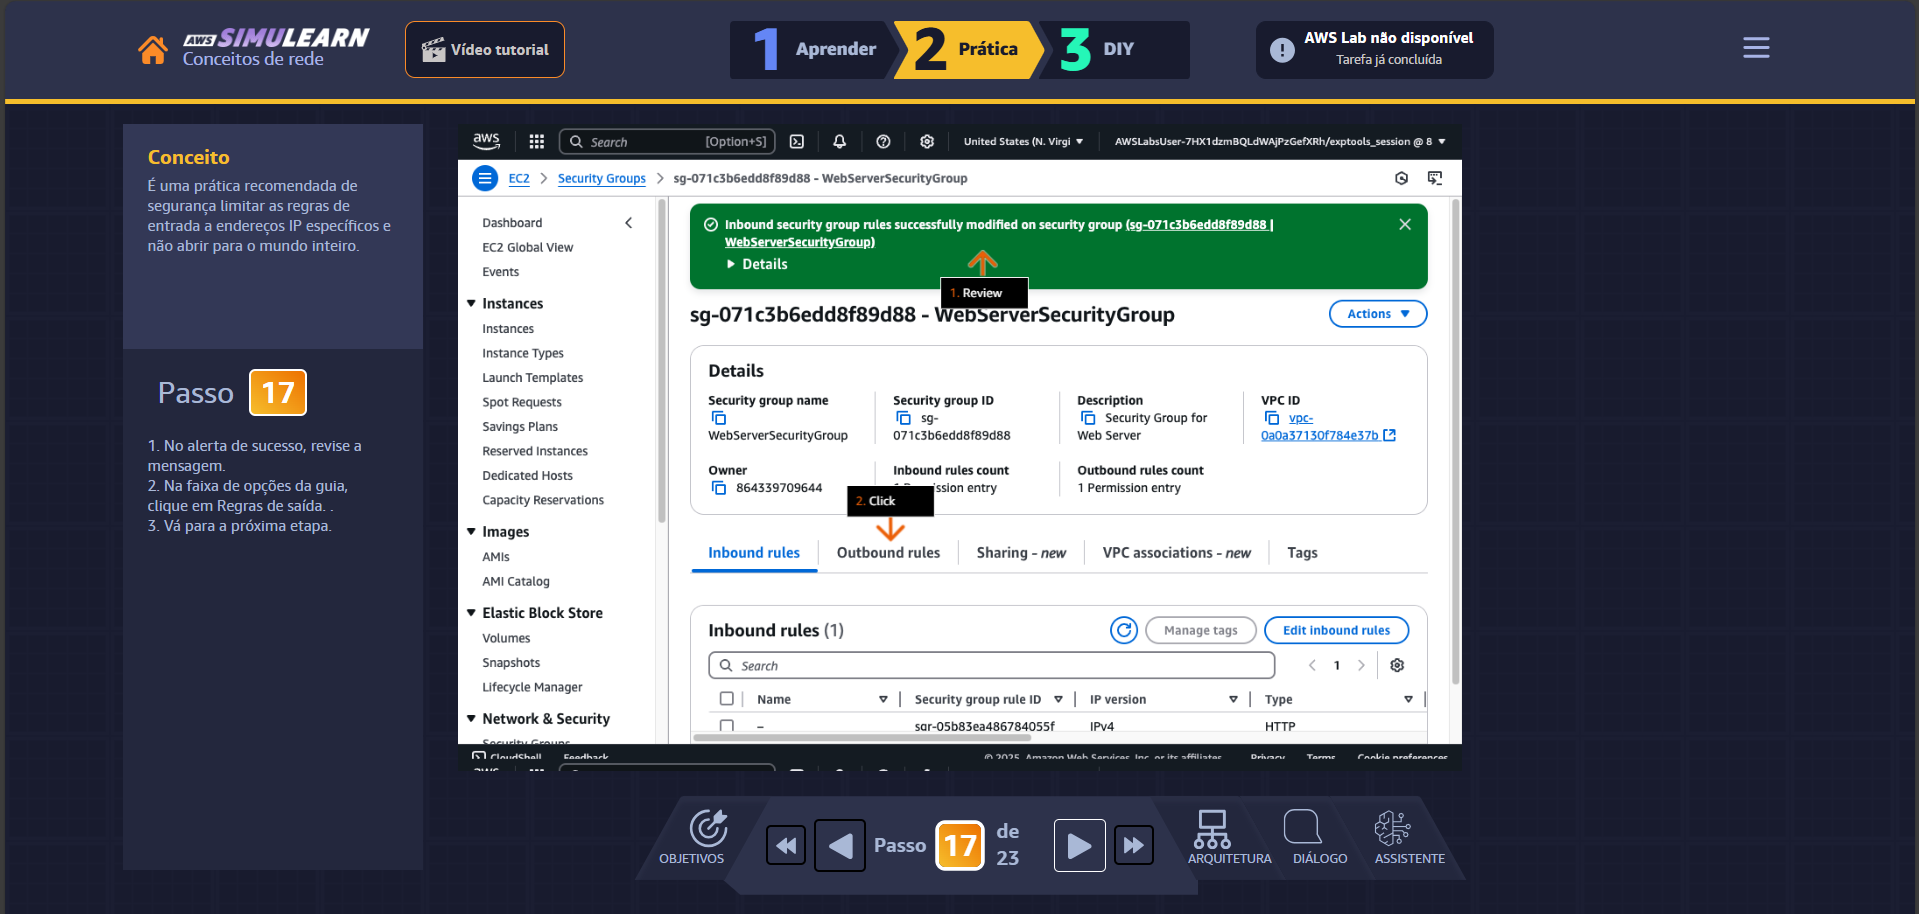 aws SIMULEARN
Conceitos de rede
Vídeo tutorial
1 Aprender
2 Prática
3 DIY
AWS Lab não disponível
Tarefa já concluída
Conceito
É uma prática recomendada de
segurança limitar as regras de
entrada a endereços IP específicos e
não abrir para o mundo inteiro.
Passo 17
1. No alerta de sucesso, revise a
mensagem.
2. Na faixa de opções da guia,
clique em Regras de saída. .
3. Vá para a próxima etapa.
aws
Search [Option+S]
United States (N. Virgi
AWSLabsUser-7HX1dzmBQLdWAjPzGefXRh/exptools_session @ 8
EC2 > Security Groups > sg-071c3b6edd8f89d88 - WebServerSecurityGroup
Dashboard
EC2 Global View
Events
Instances
Instances
Instance Types
Launch Templates
Spot Requests
Savings Plans
Reserved Instances
Dedicated Hosts
Capacity Reservations
Images
AMIs
AMI Catalog
Elastic Block Store
Volumes
Snapshots
Lifecycle Manager
Network & Security
Security Groups
Inbound security group rules successfully modified on security group (sg-071c3b6edd8f89d88 |
WebServerSecurityGroup)
Details
1. Review
sg-071c3b6edd8f89d88 - WebServerSecurityGroup
Actions
Details
Security group name
WebServerSecurityGroup
Security group ID
sg-
071c3b6edd8f89d88
Description
Security Group for
Web Server
VPC ID
vpc-
0a0a37130f784e37b
Owner
864339709644
Inbound rules count
1 Permission entry
Outbound rules count
1 Permission entry
2. Click
Inbound rules
Outbound rules
Sharing - new
VPC associations - new
Tags
Inbound rules (1)
Manage tags
Edit inbound rules
Search
1
Name
Security group rule ID
IP version
Type
–
sgr-05b83ea486784055f
IPv4
HTTP
CloudShell
Feedback
© 2025, Amazon Web Services, Inc. or its affiliates.
Privacy
Terms
Cookie preferences
aws
OBJETIVOS
Passo 17 de 23
ARQUITETURA
DIÁLOGO
ASSISTENTE